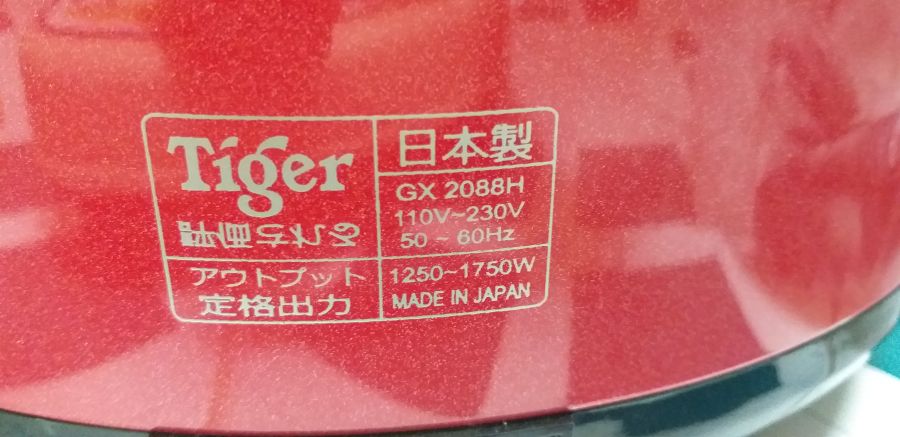 Tiger
日本製
GX 2088H
110V~230V
50 ~ 60Hz
アウトプット
定格出力
1250~1750W
MADE IN JAPAN